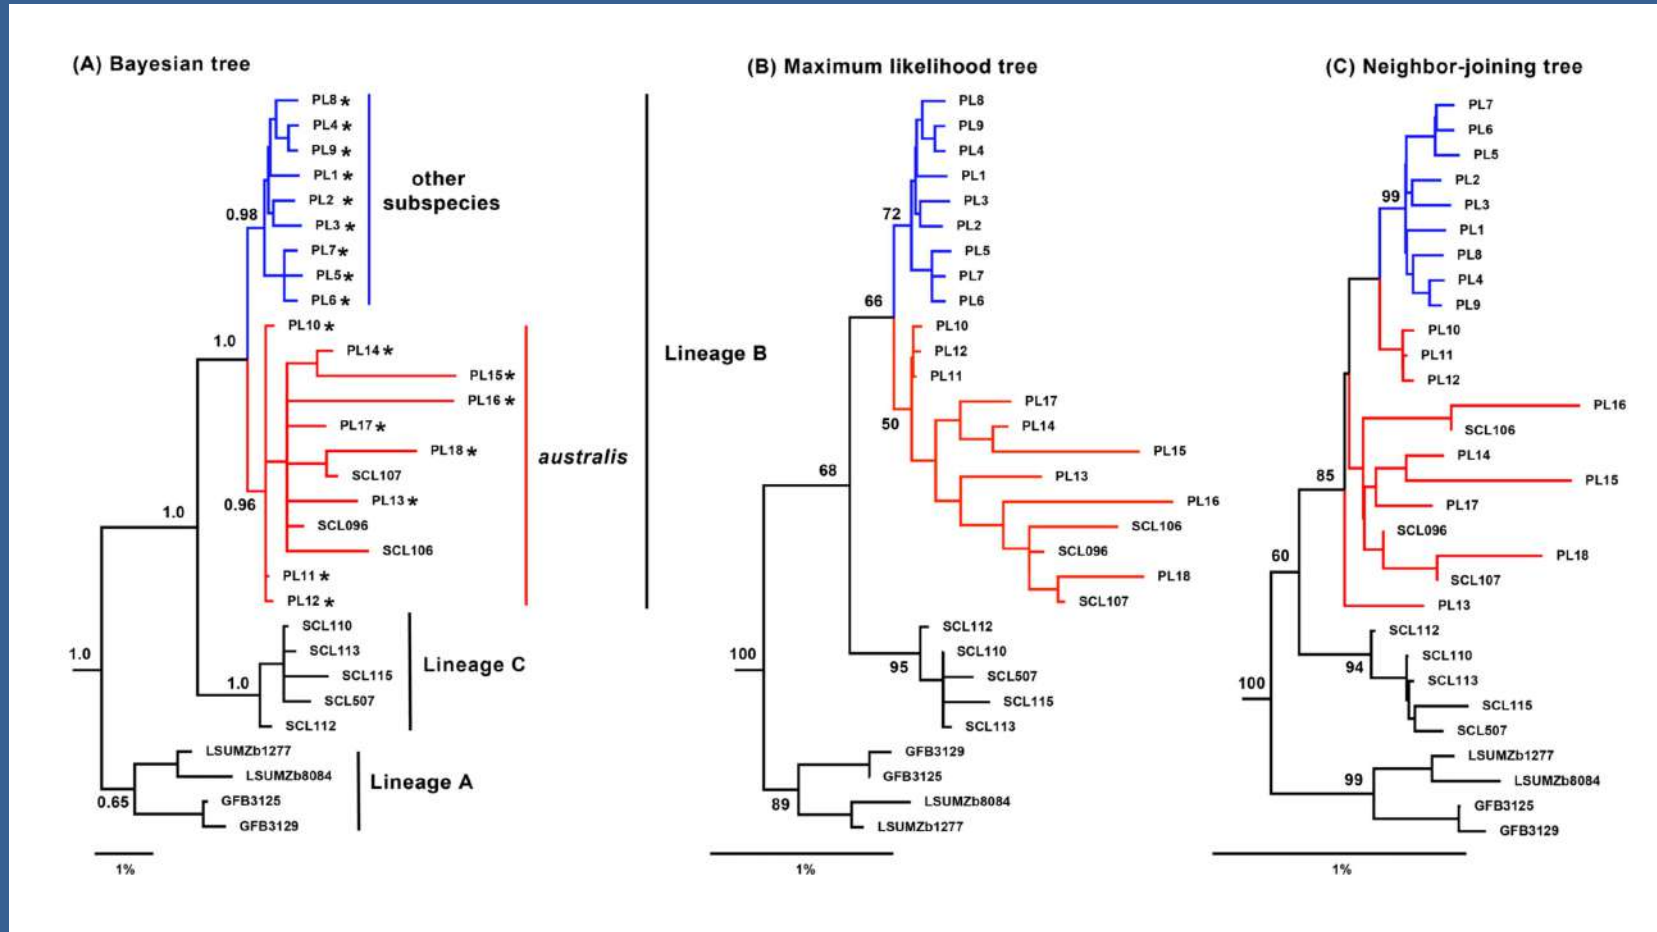 (A) Bayesian tree
PL8 *
PL4 *
PL9 *
PL1 *
PL2 *
PL3 *
PL7 *
PL5 *
PL6 *
PL10 *
PL14 *
PL15 *
PL16 *
PL17 *
PL18 *
SCL107
PL13 *
SCL096
SCL106
PL11 *
PL12 *
SCL110
SCL113
SCL115
SCL507
SCL112
LSUMZb1277
LSUMZb8084
GFB3125
GFB3129
0.98
1.0
0.96
1.0
1.0
1.0
0.65
other
subspecies
australis
Lineage B
Lineage C
Lineage A
1%
(B) Maximum likelihood tree
PL8
PL9
PL4
PL1
PL3
PL2
PL5
PL7
PL6
PL10
PL12
PL11
PL17
PL14
PL15
PL13
PL16
SCL106
SCL096
PL18
SCL107
SCL112
SCL110
SCL507
SCL115
SCL113
GFB3129
GFB3125
LSUMZb8084
LSUMZb1277
72
66
50
68
100
95
89
1%
(C) Neighbor-joining tree
PL7
PL6
PL5
PL2
PL3
PL1
PL8
PL4
PL9
PL10
PL11
PL12
PL16
SCL106
PL14
PL15
PL17
SCL096
PL18
SCL107
PL13
SCL112
SCL110
SCL113
SCL115
SCL507
LSUMZb1277
LSUMZb8084
GFB3125
GFB3129
99
85
60
94
100
99
1%